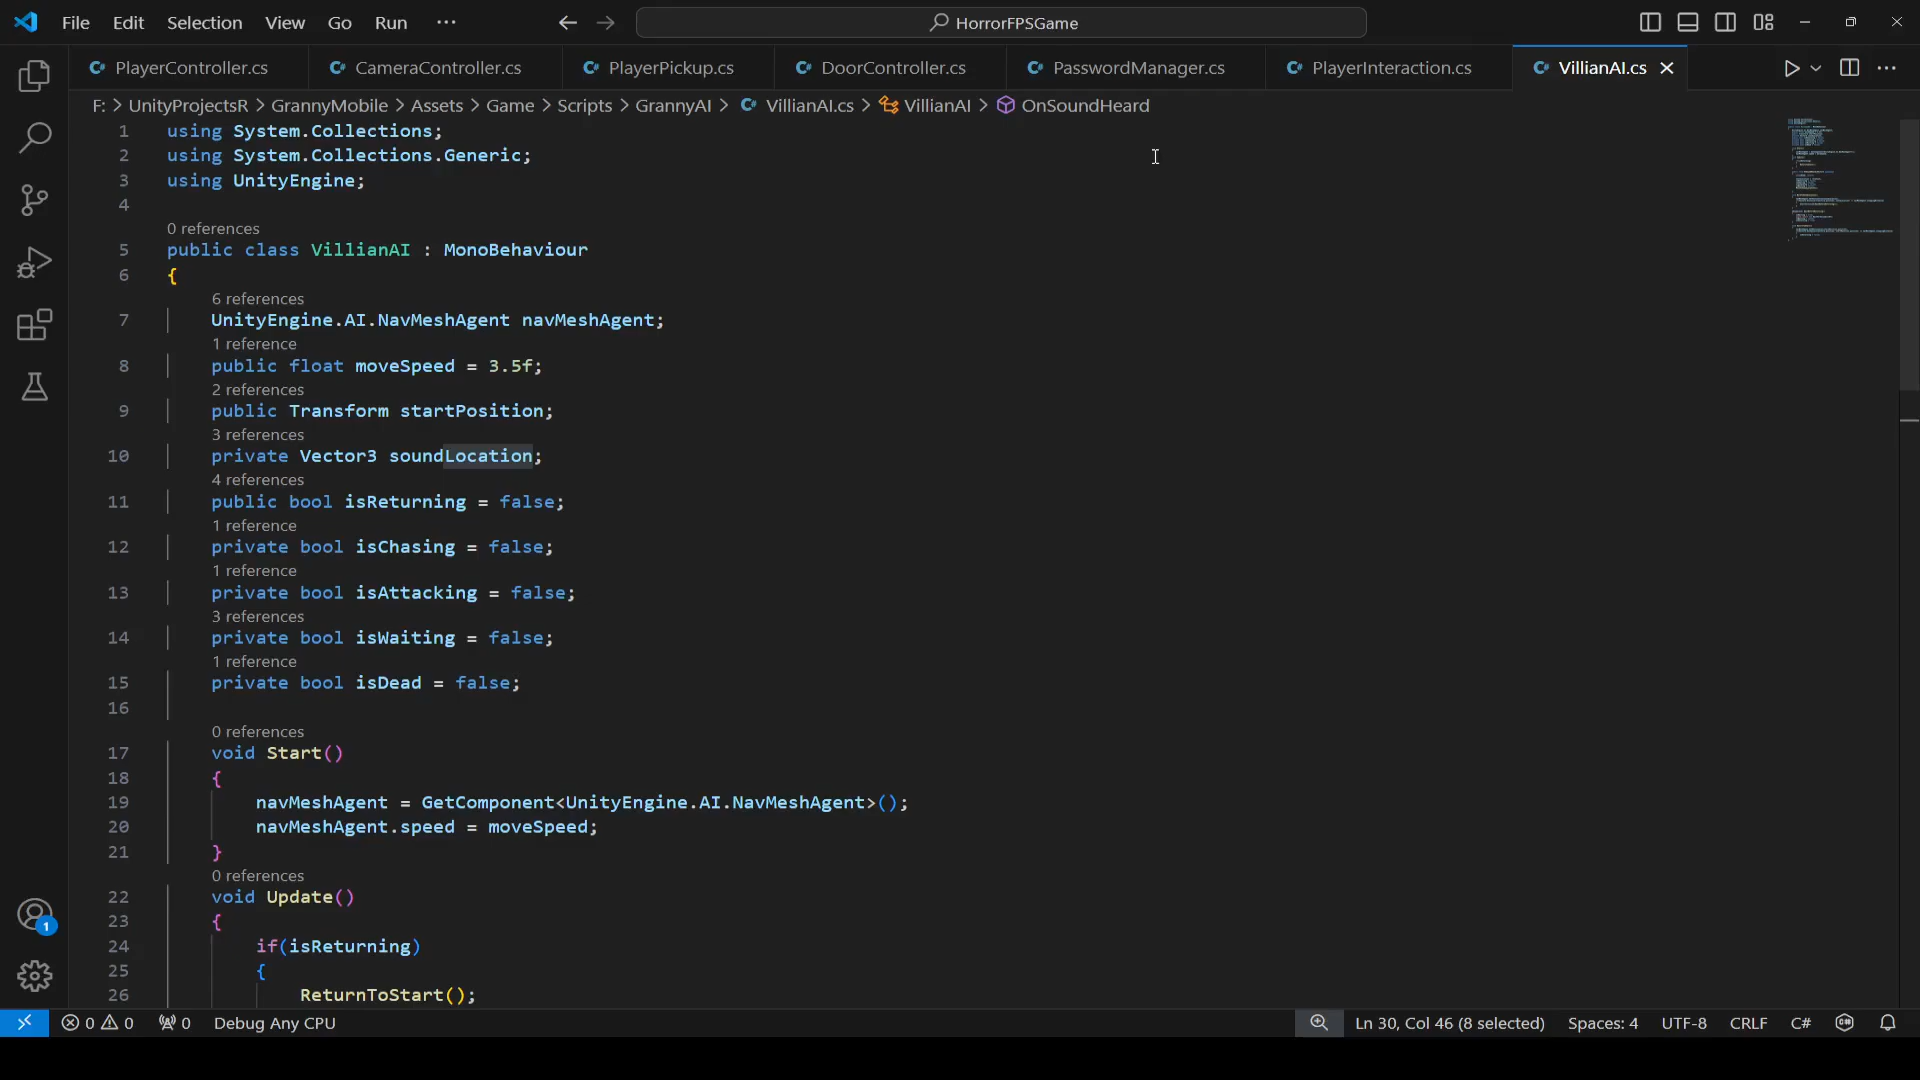 File Edit Selection View Go Run ···
HorrorFPSGame
PlayerController.cs CameraController.cs PlayerPickup.cs DoorController.cs PasswordManager.cs PlayerInteraction.cs VillianAI.cs
F: > UnityProjectsR > GrannyMobile > Assets > Game > Scripts > GrannyAI > VillianAI.cs > VillianAI > OnSoundHeard
1 using System.Collections;
2 using System.Collections.Generic;
3 using UnityEngine;
4
0 references
5 public class VillianAI : MonoBehaviour
6 {
6 references
7 UnityEngine.AI.NavMeshAgent navMeshAgent;
1 reference
8 public float moveSpeed = 3.5f;
2 references
9 public Transform startPosition;
3 references
10 private Vector3 soundLocation;
4 references
11 public bool isReturning = false;
1 reference
12 private bool isChasing = false;
1 reference
13 private bool isAttacking = false;
3 references
14 private bool isWaiting = false;
1 reference
15 private bool isDead = false;
16
0 references
17 void Start()
18 {
19 navMeshAgent = GetComponent<UnityEngine.AI.NavMeshAgent>();
20 navMeshAgent.speed = moveSpeed;
21 }
0 references
22 void Update()
23 {
24 if(isReturning)
25 {
26 ReturnToStart();
1
0 0 0 Debug Any CPU Ln 30, Col 46 (8 selected) Spaces: 4 UTF-8 CRLF C#